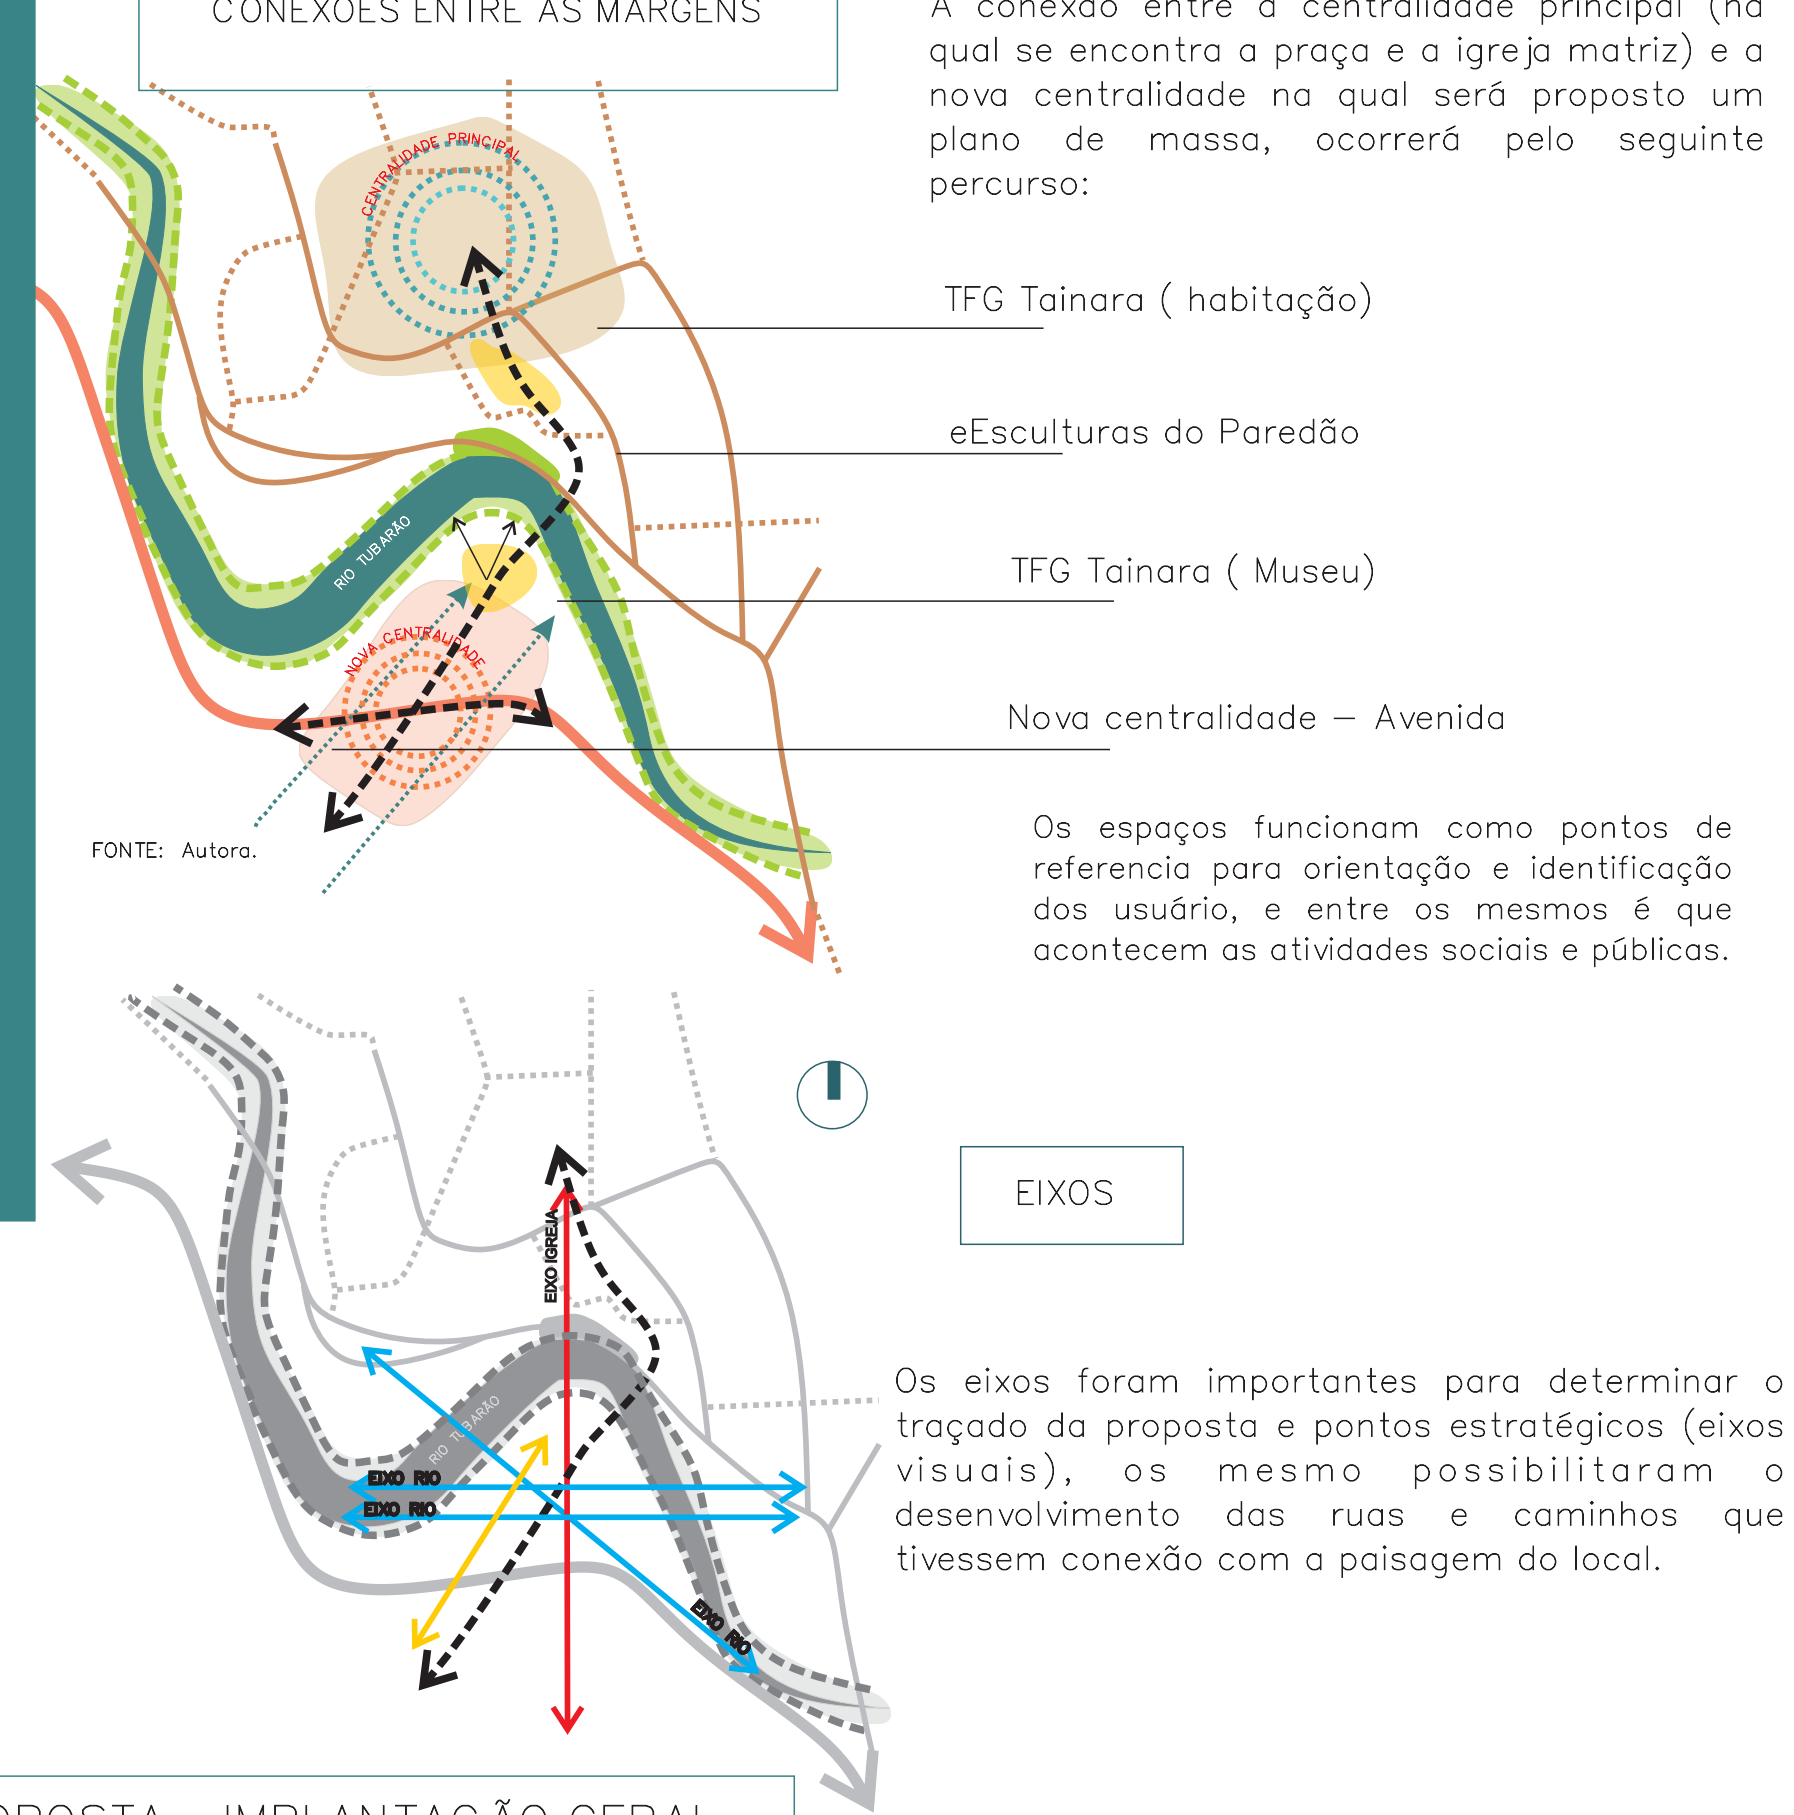 CONEXÕES ENTRE AS MARGENS
A conexão entre a centralidade principal (na
qual se encontra a praça e a igreja matriz) e a
nova centralidade na qual será proposto um
plano de massa, ocorrerá pelo seguinte
percurso:
CENTRALIDADE PRINCIPAL
TFG Tainara ( habitação)
eEsculturas do Paredão
RIO TUBARÃO
TFG Tainara ( Museu)
NOVA CENTRALIDADE
Nova centralidade – Avenida
FONTE: Autora.
Os espaços funcionam como pontos de
referencia para orientação e identificação
dos usuário, e entre os mesmos é que
acontecem as atividades sociais e públicas.
EIXOS
EIXO IGREJA
RIO TUBARÃO
EIXO RIO
EIXO RIO
EIXO RIO
Os eixos foram importantes para determinar o
traçado da proposta e pontos estratégicos (eixos
visuais), os mesmo possibilitaram o
desenvolvimento das ruas e caminhos que
tivessem conexão com a paisagem do local.
OPOSTA - IMPLANTAÇÃO GERAL